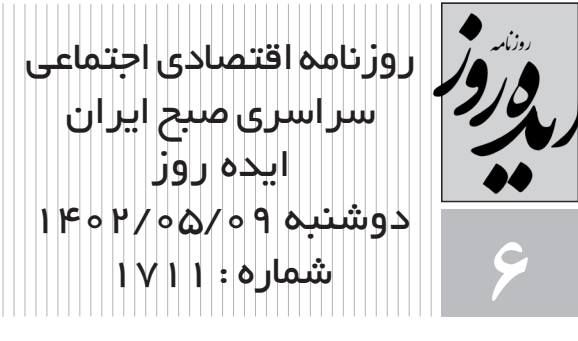 روزنامه اقتصادی اجتماعی
سراسری صبح ایران
ایده روز
دوشنبه ۱۴۰۲/۰۵/۰۹
شماره : ۱۷۱۱
روزنامه
ایده روز
۶